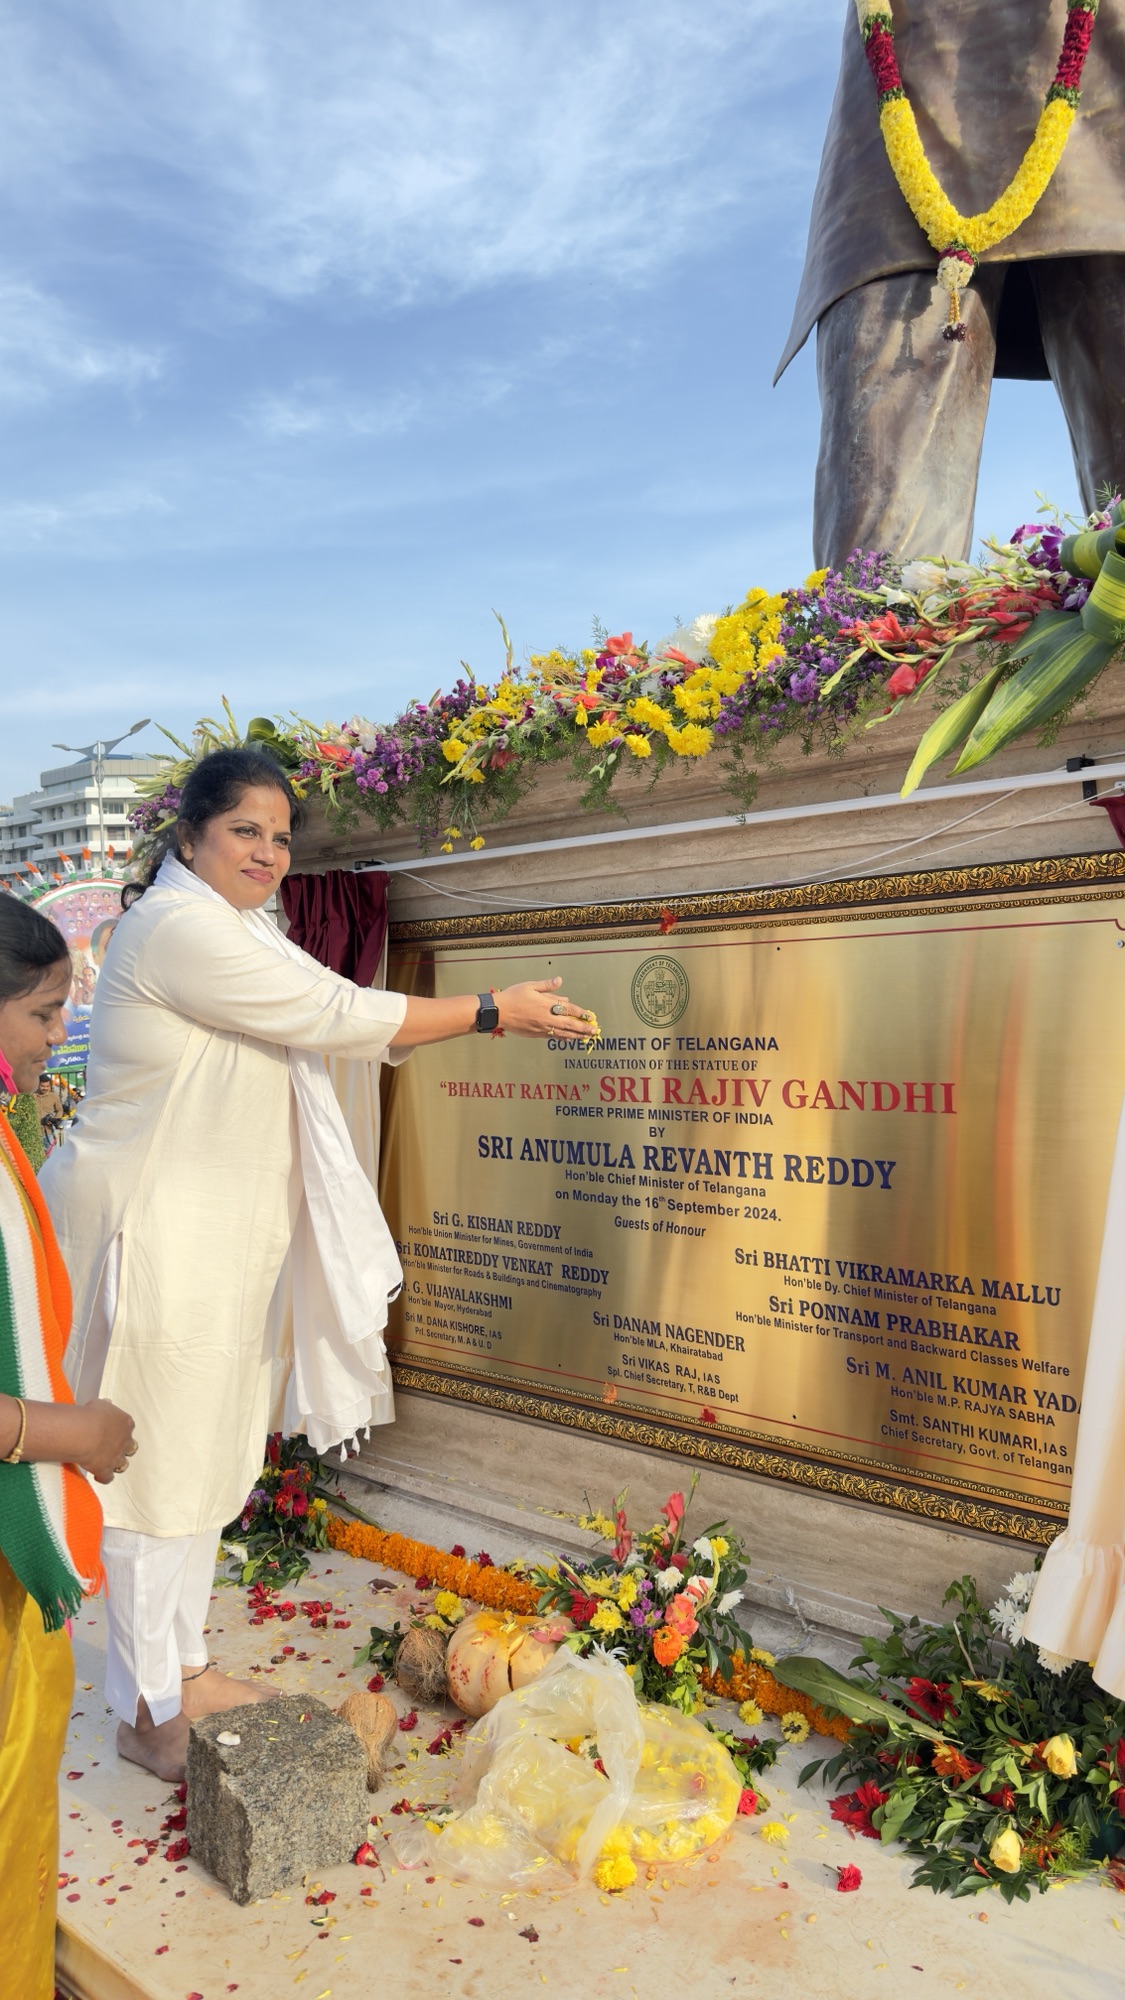 GOVERNMENT OF TELANGANA
GOVERNMENT OF TELANGANA
INAUGURATION OF THE STATUE OF
“BHARAT RATNA” SRI RAJIV GANDHI
FORMER PRIME MINISTER OF INDIA
BY
SRI ANUMULA REVANTH REDDY
Hon'ble Chief Minister of Telangana
on Monday the 16th September 2024.
Guests of Honour
Sri G. KISHAN REDDY
Hon'ble Union Minister for Mines, Government of India
Sri KOMATIREDDY VENKAT REDDY
Hon'ble Minister for Roads & Buildings and Cinematography
G. VIJAYALAKSHMI
Hon'ble Mayor, Hyderabad
Sri M. DANA KISHORE, IAS
Prl. Secretary, M. A & U. D
Sri DANAM NAGENDER
Hon'ble MLA, Khairatabad
Sri VIKAS RAJ, IAS
Spl. Chief Secretary, T, R&B Dept
Sri BHATTI VIKRAMARKA MALLU
Hon'ble Dy. Chief Minister of Telangana
Sri PONNAM PRABHAKAR
Hon'ble Minister for Transport and Backward Classes Welfare
Sri M. ANIL KUMAR YAD
Hon'ble M.P. RAJYA SABHA
Smt. SANTHI KUMARI, IAS
Chief Secretary, Govt. of Telangan